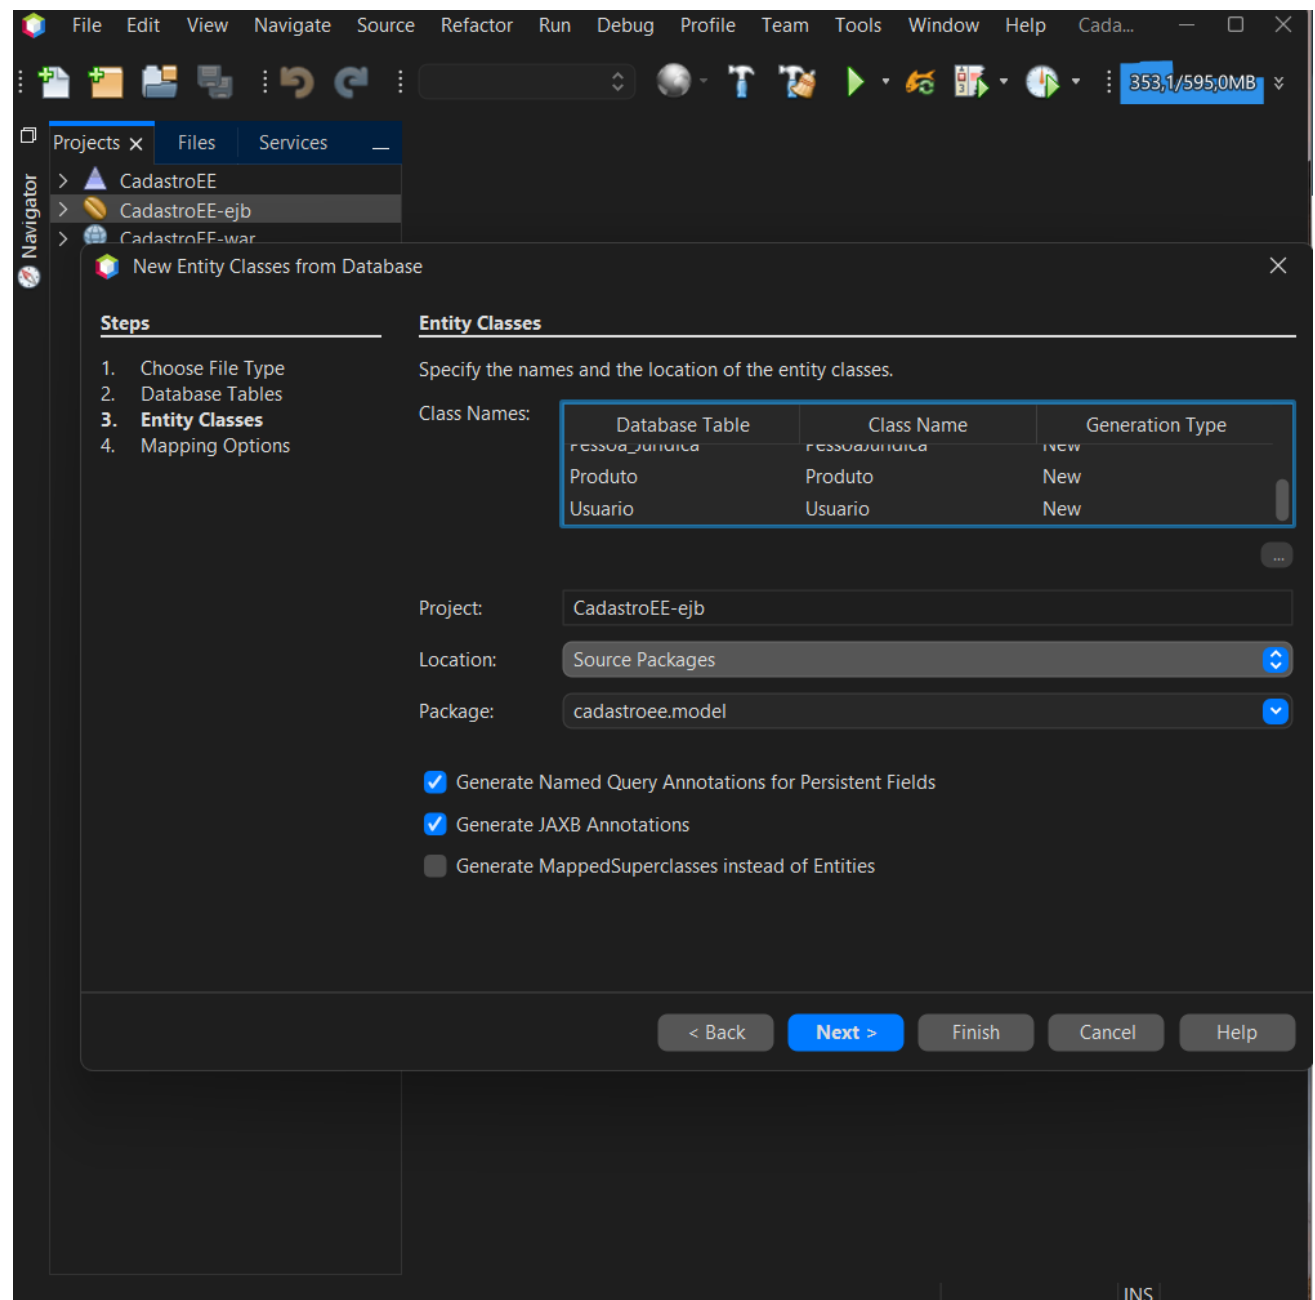 File Edit View Navigate Source Refactor Run Debug Profile Team Tools Window Help Cada...
353,1/595,0MB
Projects Files Services
Navigator
CadastroEE
CadastroEE-ejb
CadastroEE-war
New Entity Classes from Database
Steps
1. Choose File Type
2. Database Tables
3. Entity Classes
4. Mapping Options
Entity Classes
Specify the names and the location of the entity classes.
Class Names:
Database Table Class Name Generation Type
Pessoa_Juridica PessoaJuridica New
Produto Produto New
Usuario Usuario New
...
Project: CadastroEE-ejb
Location: Source Packages
Package: cadastroee.model
Generate Named Query Annotations for Persistent Fields
Generate JAXB Annotations
Generate MappedSuperclasses instead of Entities
< Back Next > Finish Cancel Help
INS